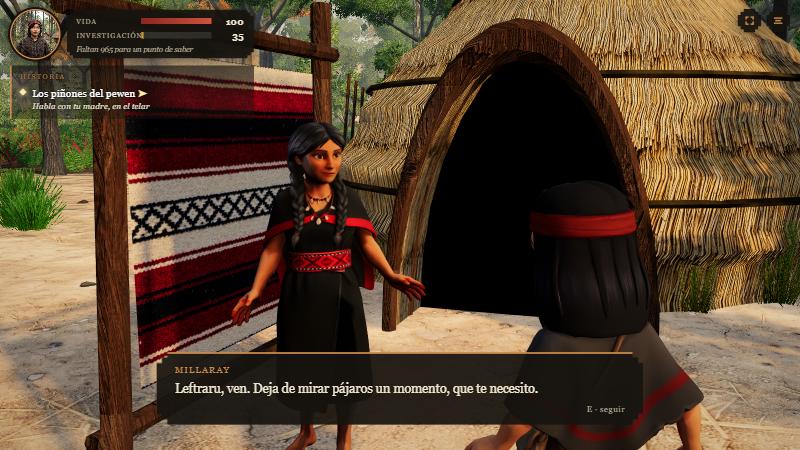 VIDA 100
INVESTIGACIÓN 35
Faltan 965 para un punto de saber
HISTORIA
Los piñones del pewen
Habla con tu madre, en el telar
MILLARAY
Leftraru, ven. Deja de mirar pájaros un momento, que te necesito.
E - seguir